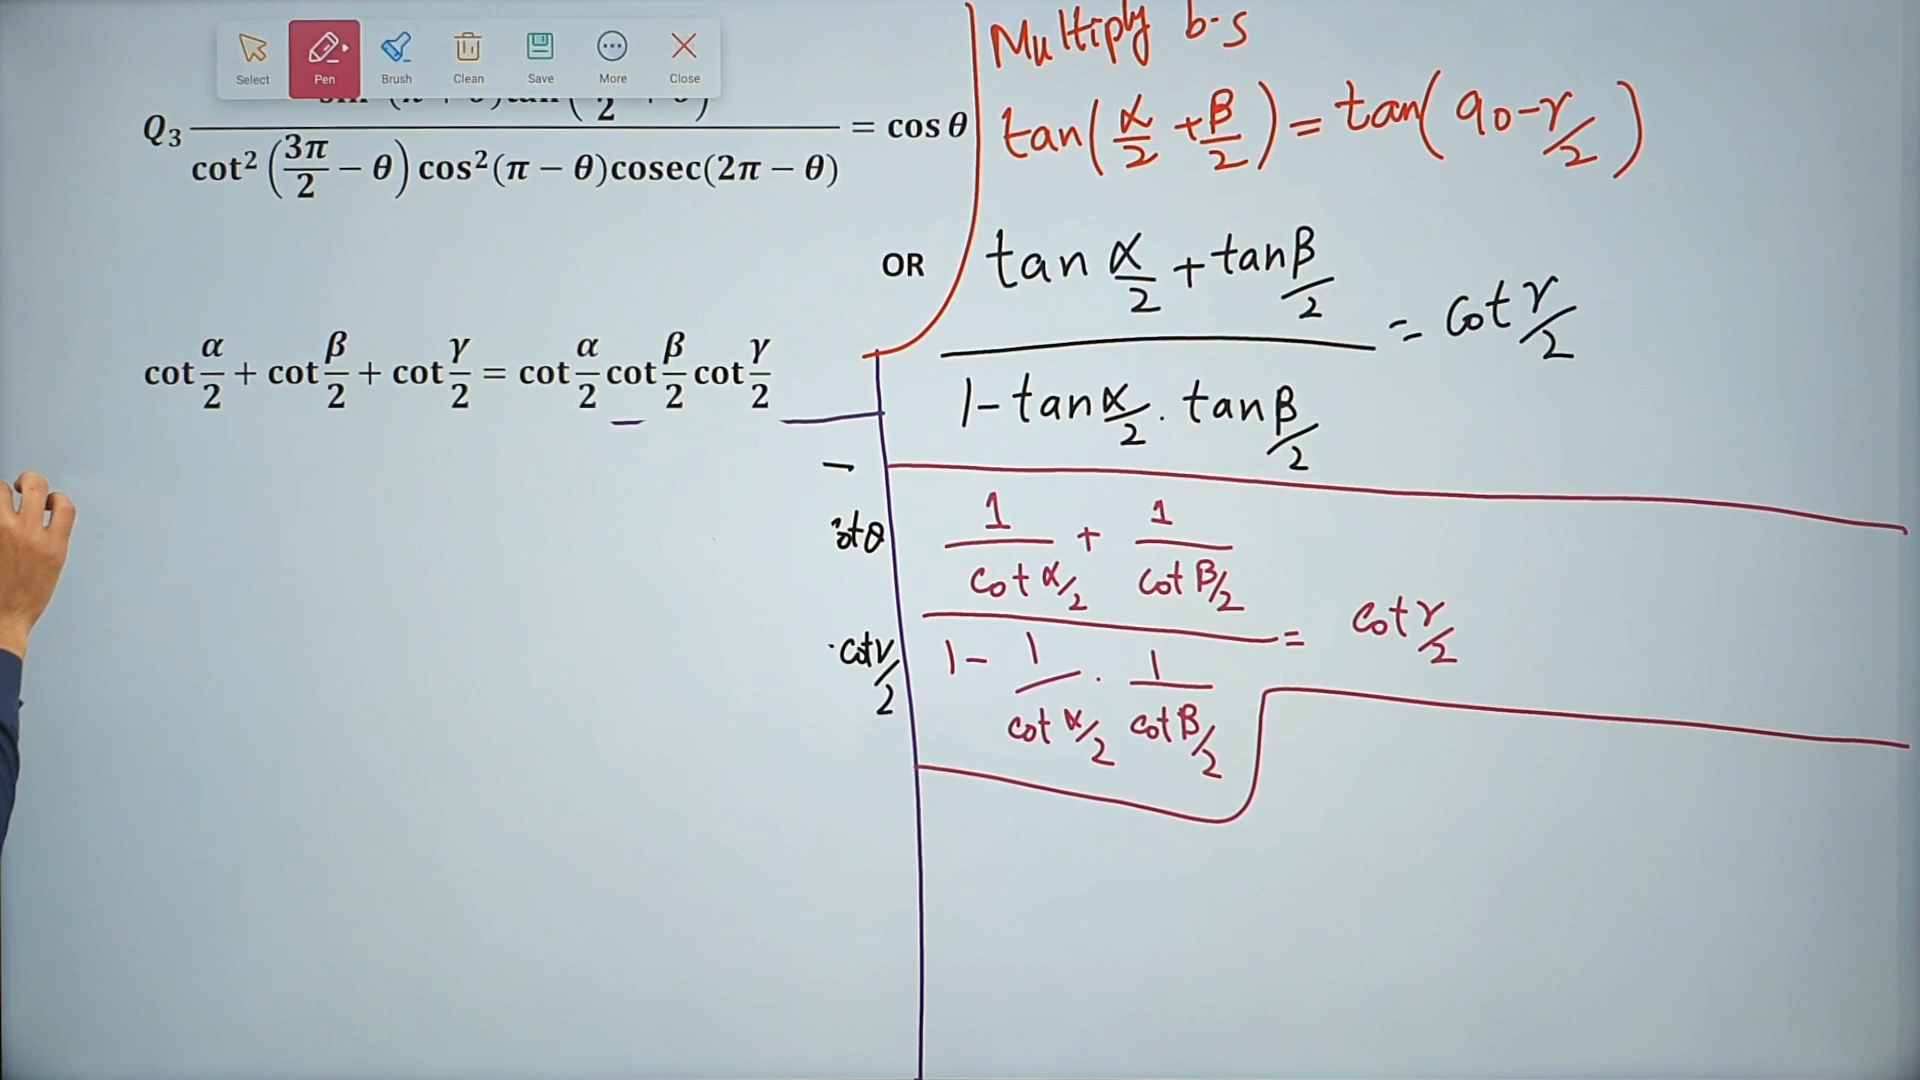 Select Pen Brush Clean Save More Close
Q3 (π + θ)tan(/2 + θ) / cot²(3π/2 − θ) cos²(π − θ)cosec(2π − θ) = cos θ
OR
cot α/2 + cot β/2 + cot γ/2 = cot α/2 cot β/2 cot γ/2
cot γ/2
Multiply b·s
tan(α/2 + β/2) = tan(90 - γ/2)
tan α/2 + tan β/2 / 1 - tan α/2 . tan β/2 = cot γ/2
1/cot α/2 + 1/cot β/2 / 1 - 1/cot α/2 . 1/cot β/2 = cot γ/2